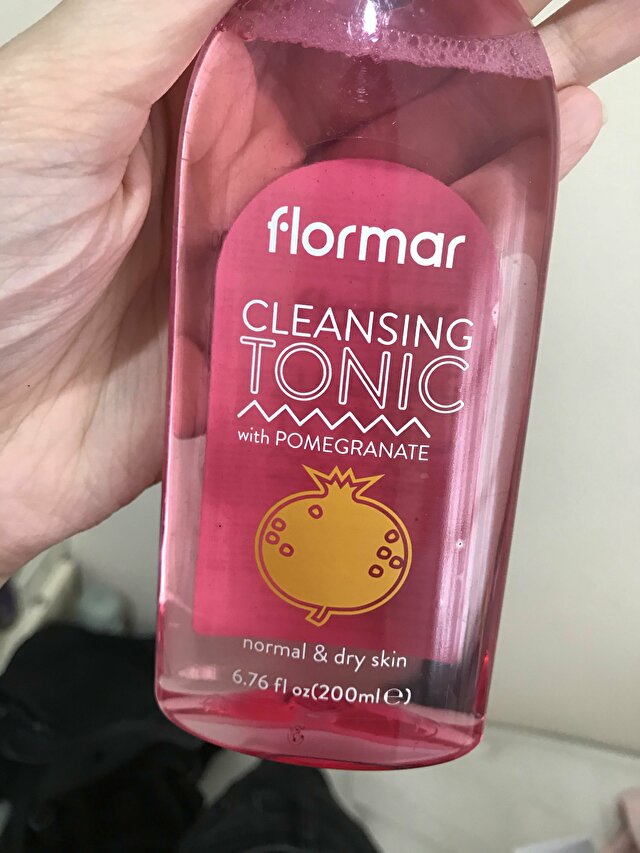 flormar
CLEANSING
TONIC
with POMEGRANATE
normal & dry skin
6.76 fl oz(200ml℮)